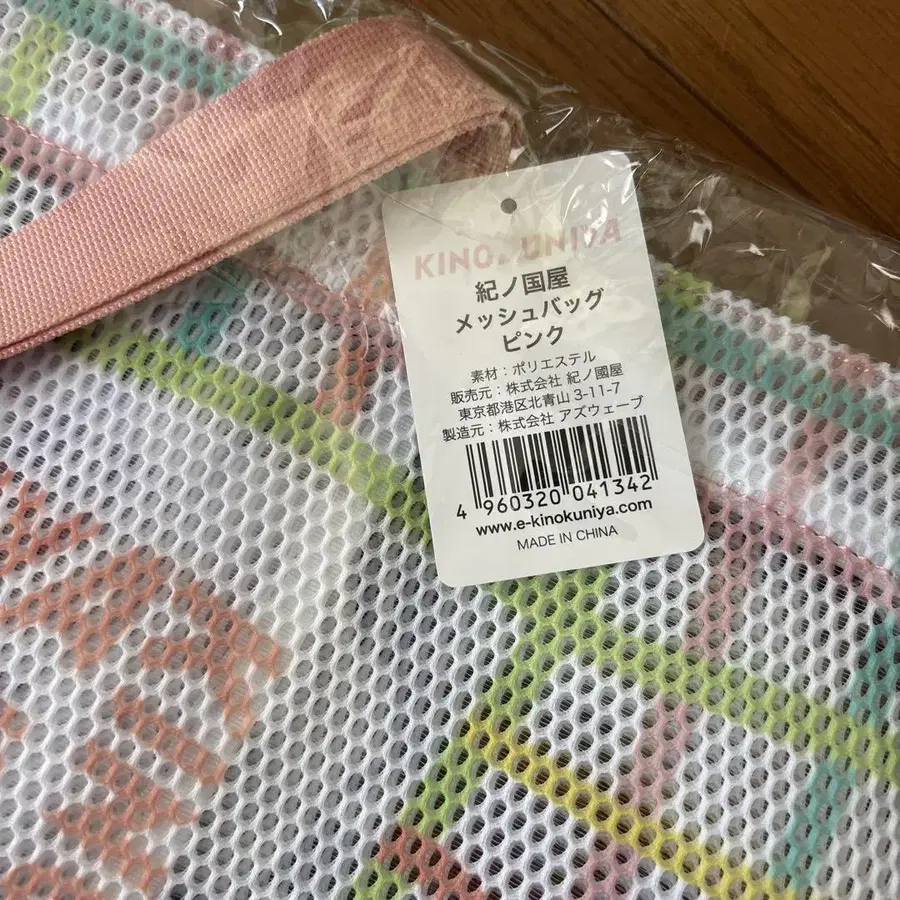 KINOKUNIYA
紀ノ国屋
メッシュバッグ
ピンク
素材：ポリエステル
販売元：株式会社 紀ノ國屋
東京都港区北青山 3-11-7
製造元：株式会社 アズウェーブ
4 960320 041342
www.e-kinokuniya.com
MADE IN CHINA